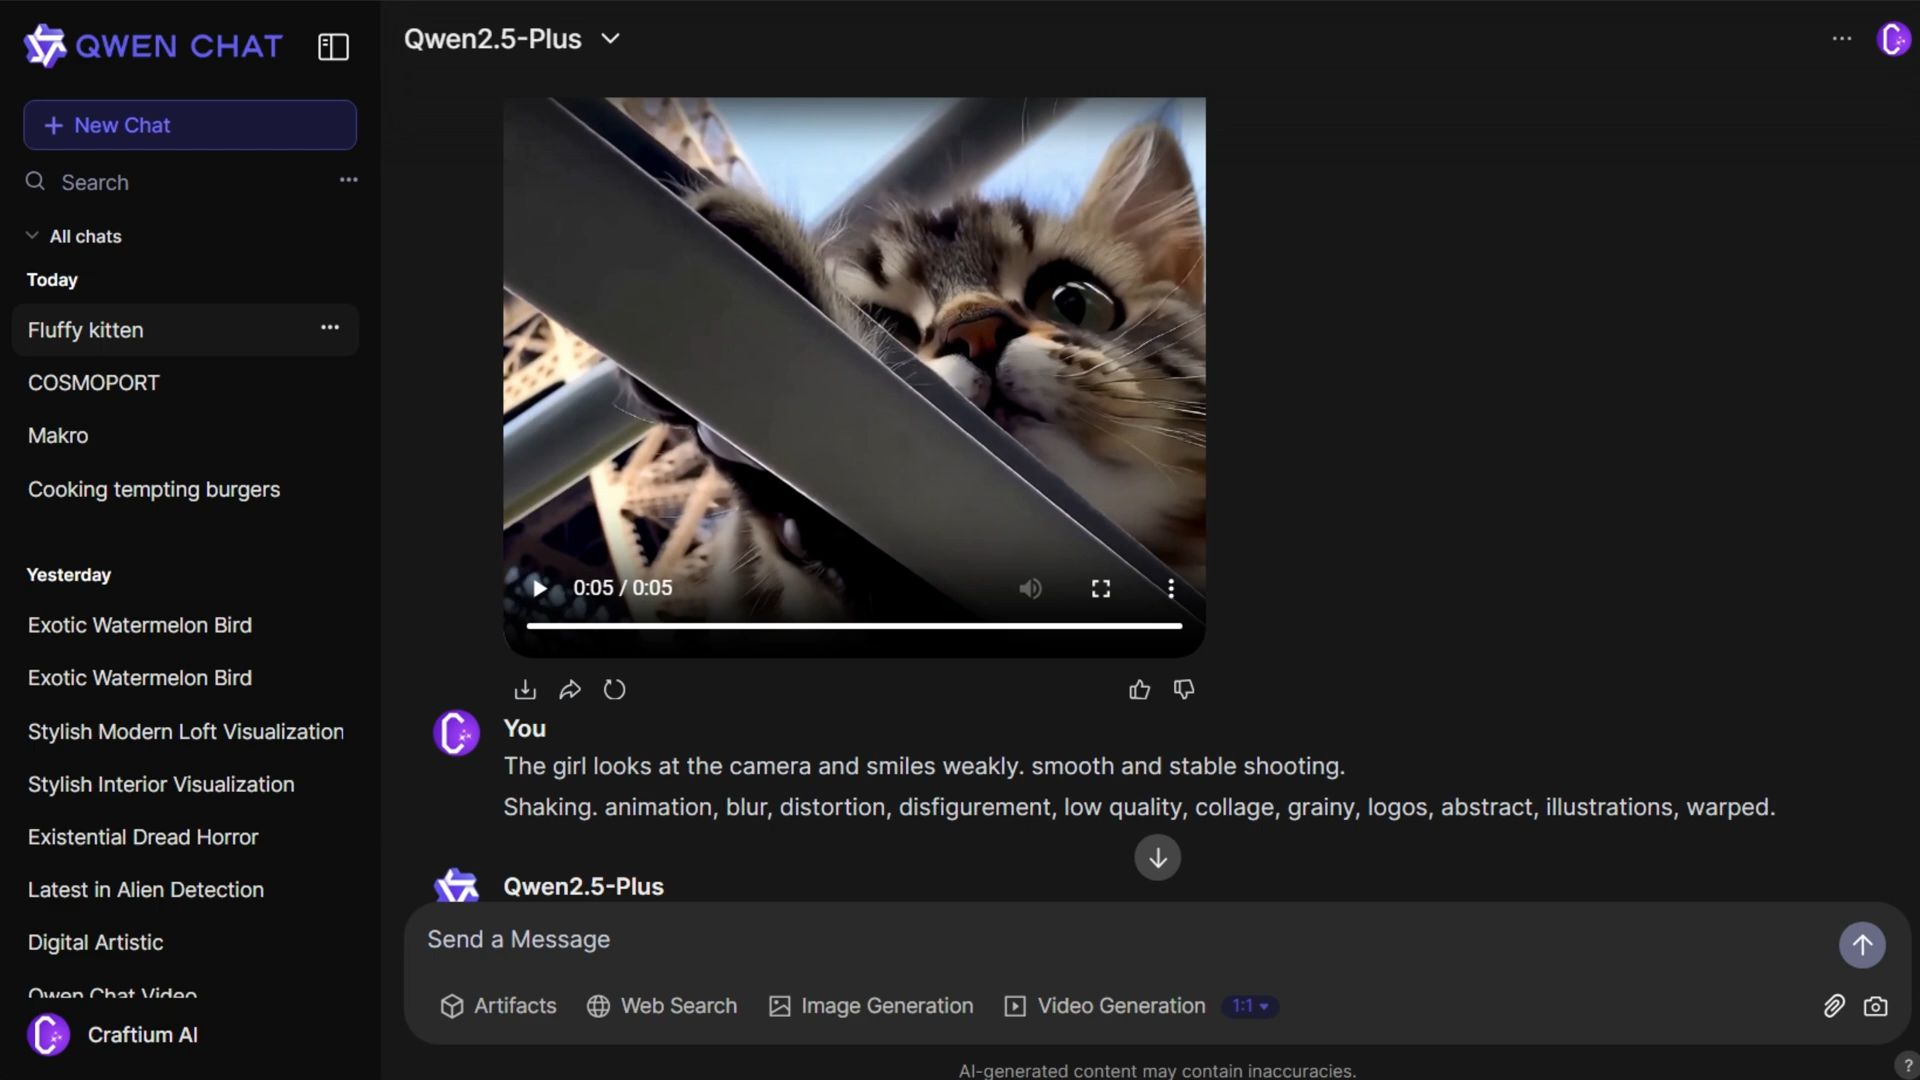 QWEN CHAT
+ New Chat
Search
All chats
Today
Fluffy kitten
COSMOPORT
Makro
Cooking tempting burgers
Yesterday
Exotic Watermelon Bird
Exotic Watermelon Bird
Stylish Modern Loft Visualization
Stylish Interior Visualization
Existential Dread Horror
Latest in Alien Detection
Digital Artistic
Qwen Chat Video
Craftium AI
Qwen2.5-Plus
0:05 / 0:05
You
The girl looks at the camera and smiles weakly. smooth and stable shooting.
Shaking. animation, blur, distortion, disfigurement, low quality, collage, grainy, logos, abstract, illustrations, warped.
Qwen2.5-Plus
Send a Message
Artifacts
Web Search
Image Generation
Video Generation
1:1
AI-generated content may contain inaccuracies.
?